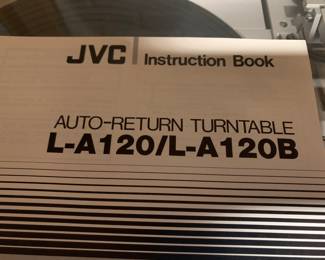 JVC Instruction Book
AUTO-RETURN TURNTABLE
L-A120/L-A120B